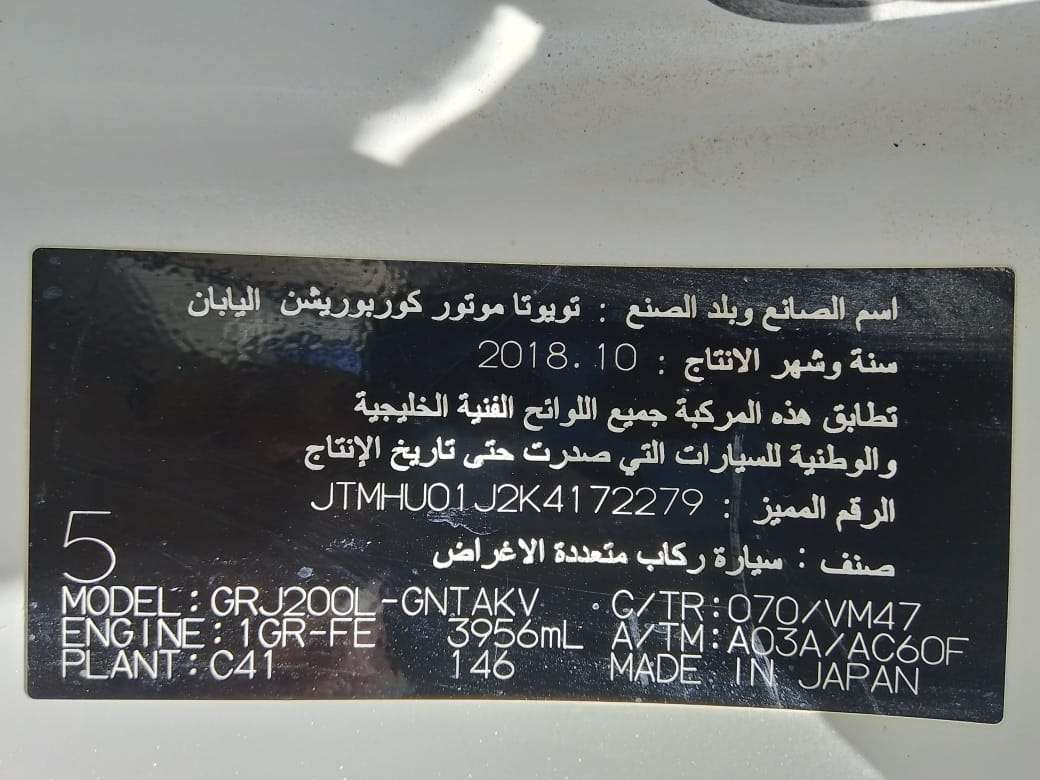 اسم الصانع وبلد الصنع : تويوتا موتور كوربوريشن اليابان
سنة وشهر الانتاج : 2018.10
تطابق هذه المركبة جميع اللوائح الفنية الخليجية
والوطنية للسيارات التي صدرت حتى تاريخ الإنتاج
الرقم المميز : JTMHU01J2K4172279
صنف : سيارة ركاب متعددة الاغراض
5
MODEL:GRJ200L-GNTAKV C/TR:070/VM47
ENGINE:1GR-FE 3956mL A/TM:A03A/AC60F
PLANT:C41 146 MADE IN JAPAN